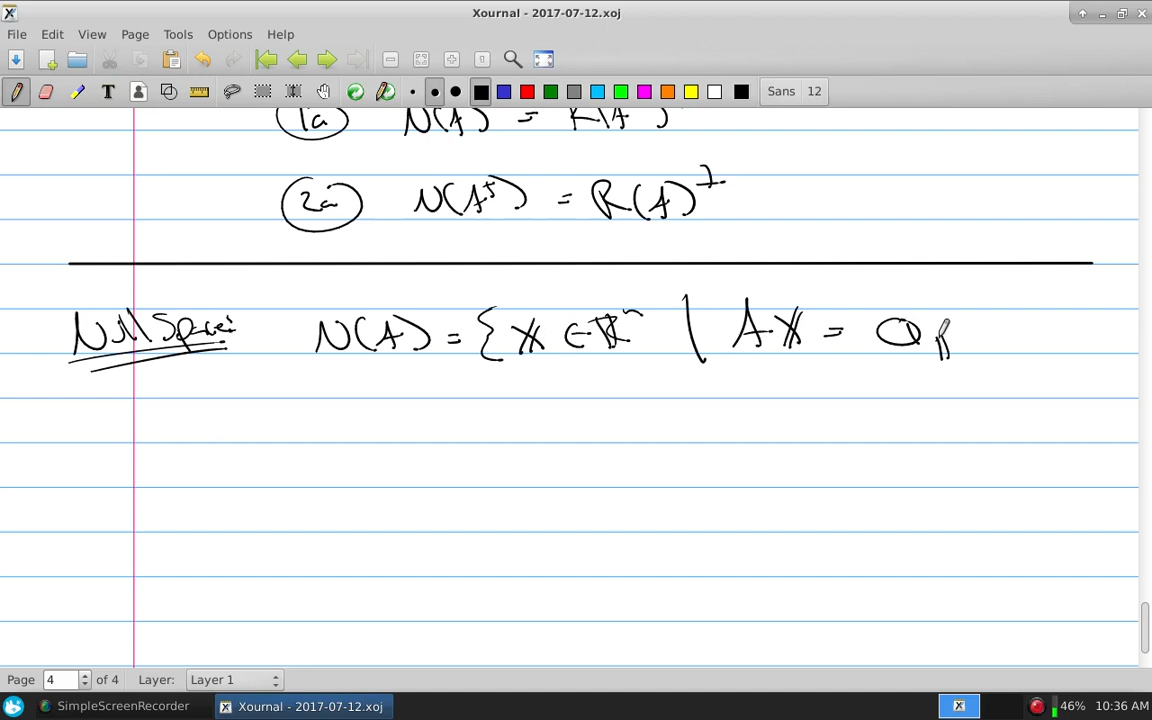 Xournal - 2017-07-12.xoj
File Edit View Page Tools Options Help
Sans 12
1a N(A) = R(A
2a N(Aᵗ) = R(A)⊥
Null Space: N(A) = { x ∈ ℝⁿ | Ax = 0
Page 4 of 4 Layer: Layer 1
SimpleScreenRecorder Xournal - 2017-07-12.xoj 46% 10:36 AM